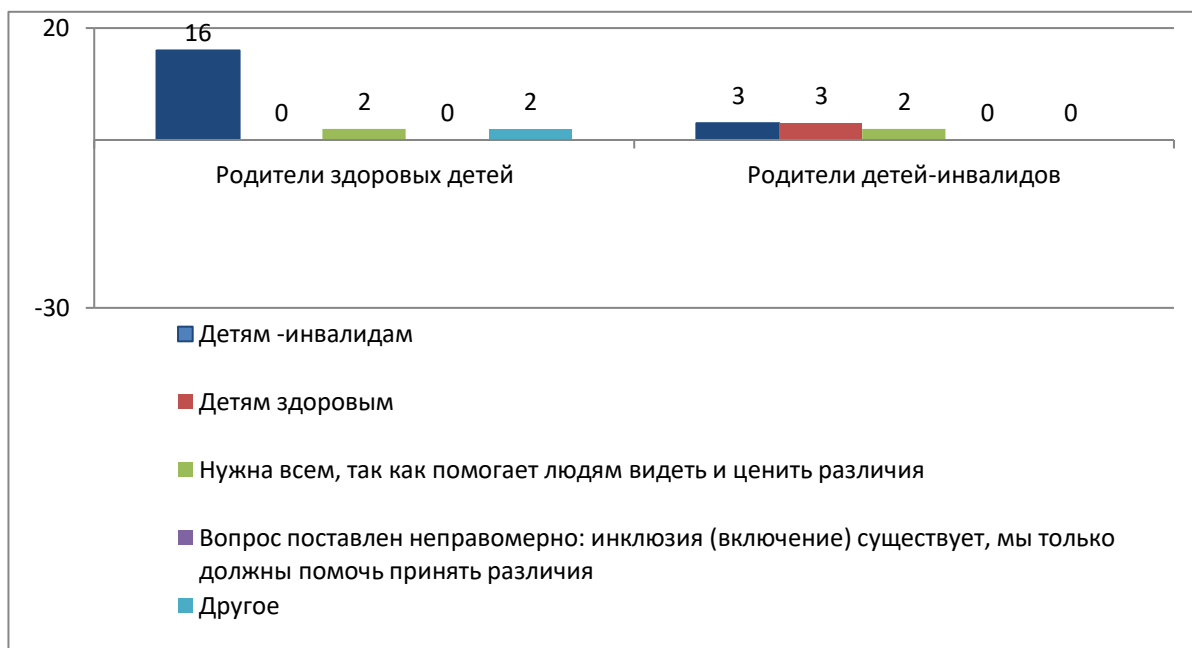 20
16
0
2
0
2
3
3
2
0
0
Родители здоровых детей
Родители детей-инвалидов
-30
Детям -инвалидам
Детям здоровым
Нужна всем, так как помогает людям видеть и ценить различия
Вопрос поставлен неправомерно: инклюзия (включение) существует, мы только
должны помочь принять различия
Другое